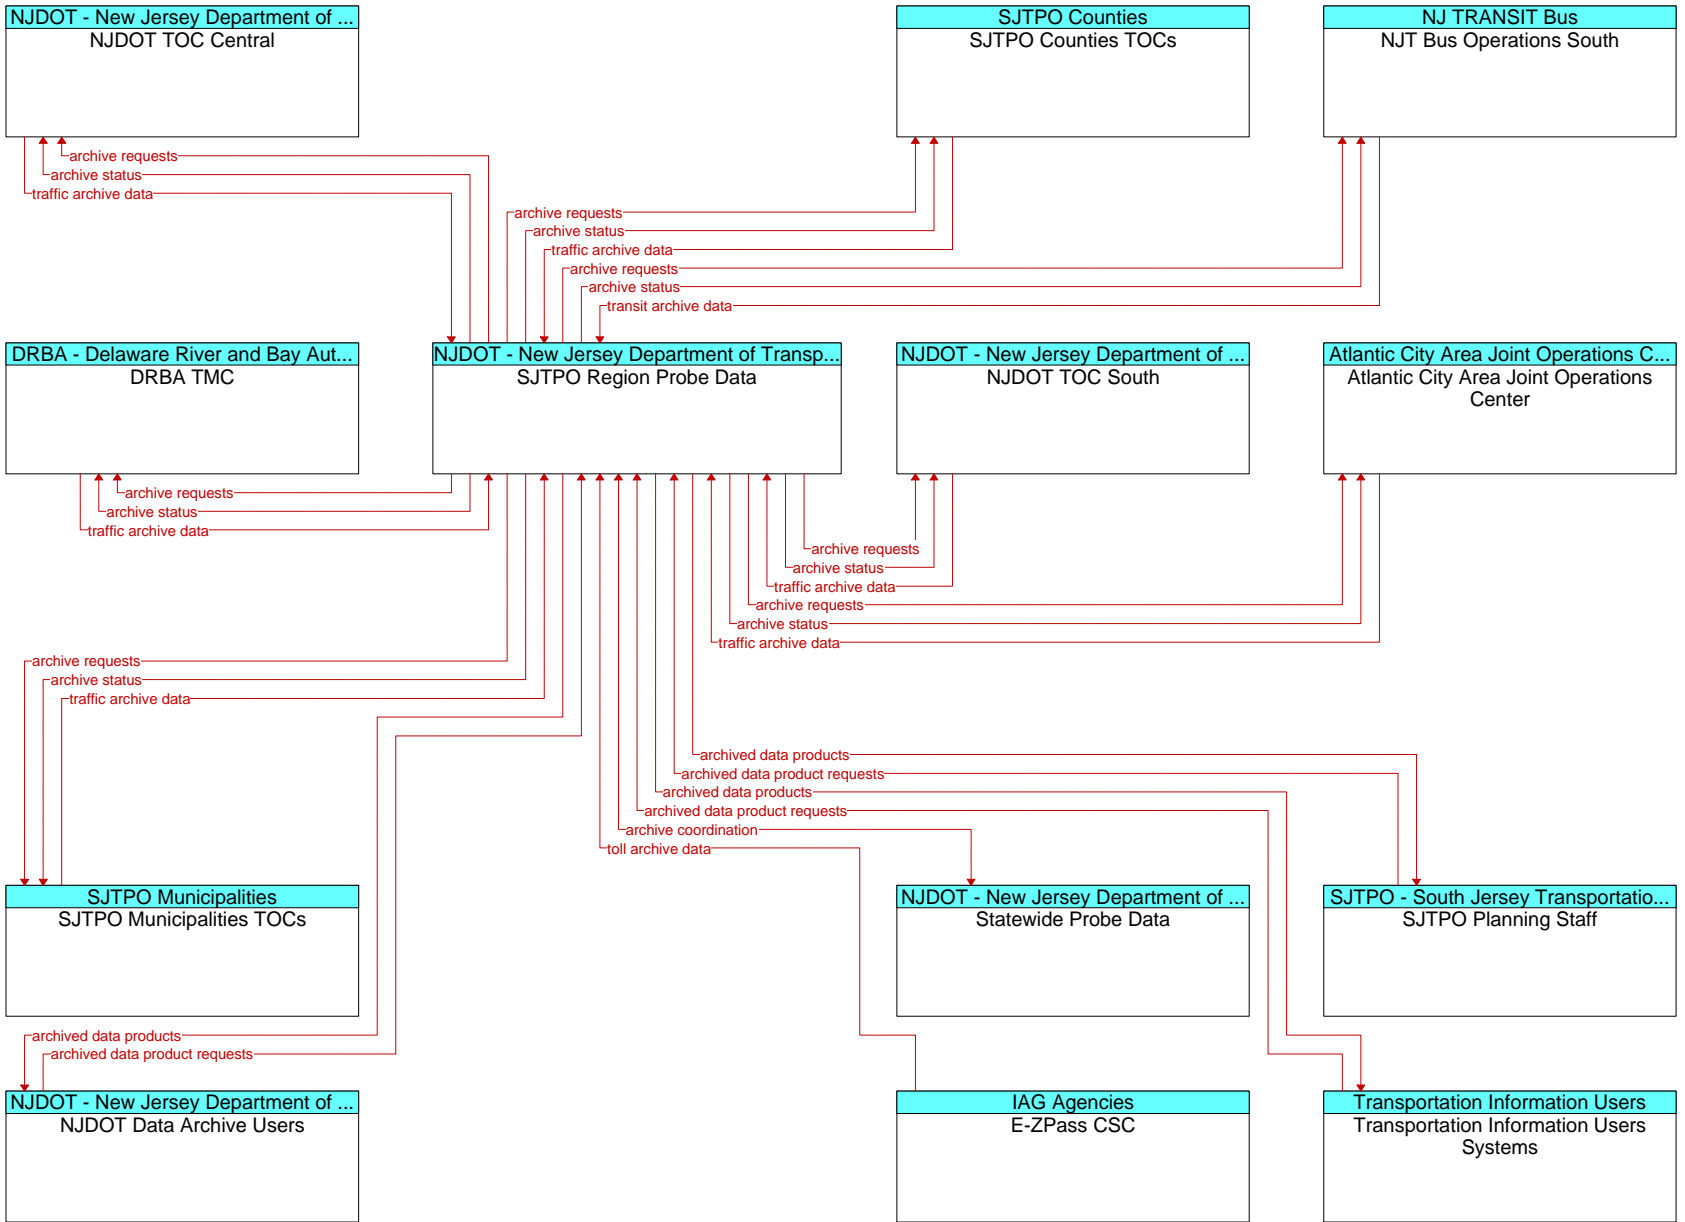 NJDOT - New Jersey Department of ...
NJDOT TOC Central
SJTPO Counties
SJTPO Counties TOCs
NJ TRANSIT Bus
NJT Bus Operations South
archive requests
archive status
traffic archive data
archive requests
archive status
traffic archive data
archive requests
archive status
transit archive data
DRBA - Delaware River and Bay Aut...
DRBA TMC
NJDOT - New Jersey Department of Transp...
SJTPO Region Probe Data
NJDOT - New Jersey Department of ...
NJDOT TOC South
Atlantic City Area Joint Operations C...
Atlantic City Area Joint Operations
Center
archive requests
archive status
traffic archive data
archive requests
archive status
traffic archive data
archive requests
archive status
traffic archive data
archive requests
archive status
traffic archive data
archived data products
archived data product requests
archived data products
archived data product requests
archive coordination
toll archive data
SJTPO Municipalities
SJTPO Municipalities TOCs
NJDOT - New Jersey Department of ...
Statewide Probe Data
SJTPO - South Jersey Transportatio...
SJTPO Planning Staff
archived data products
archived data product requests
NJDOT - New Jersey Department of ...
NJDOT Data Archive Users
IAG Agencies
E-ZPass CSC
Transportation Information Users
Transportation Information Users
Systems